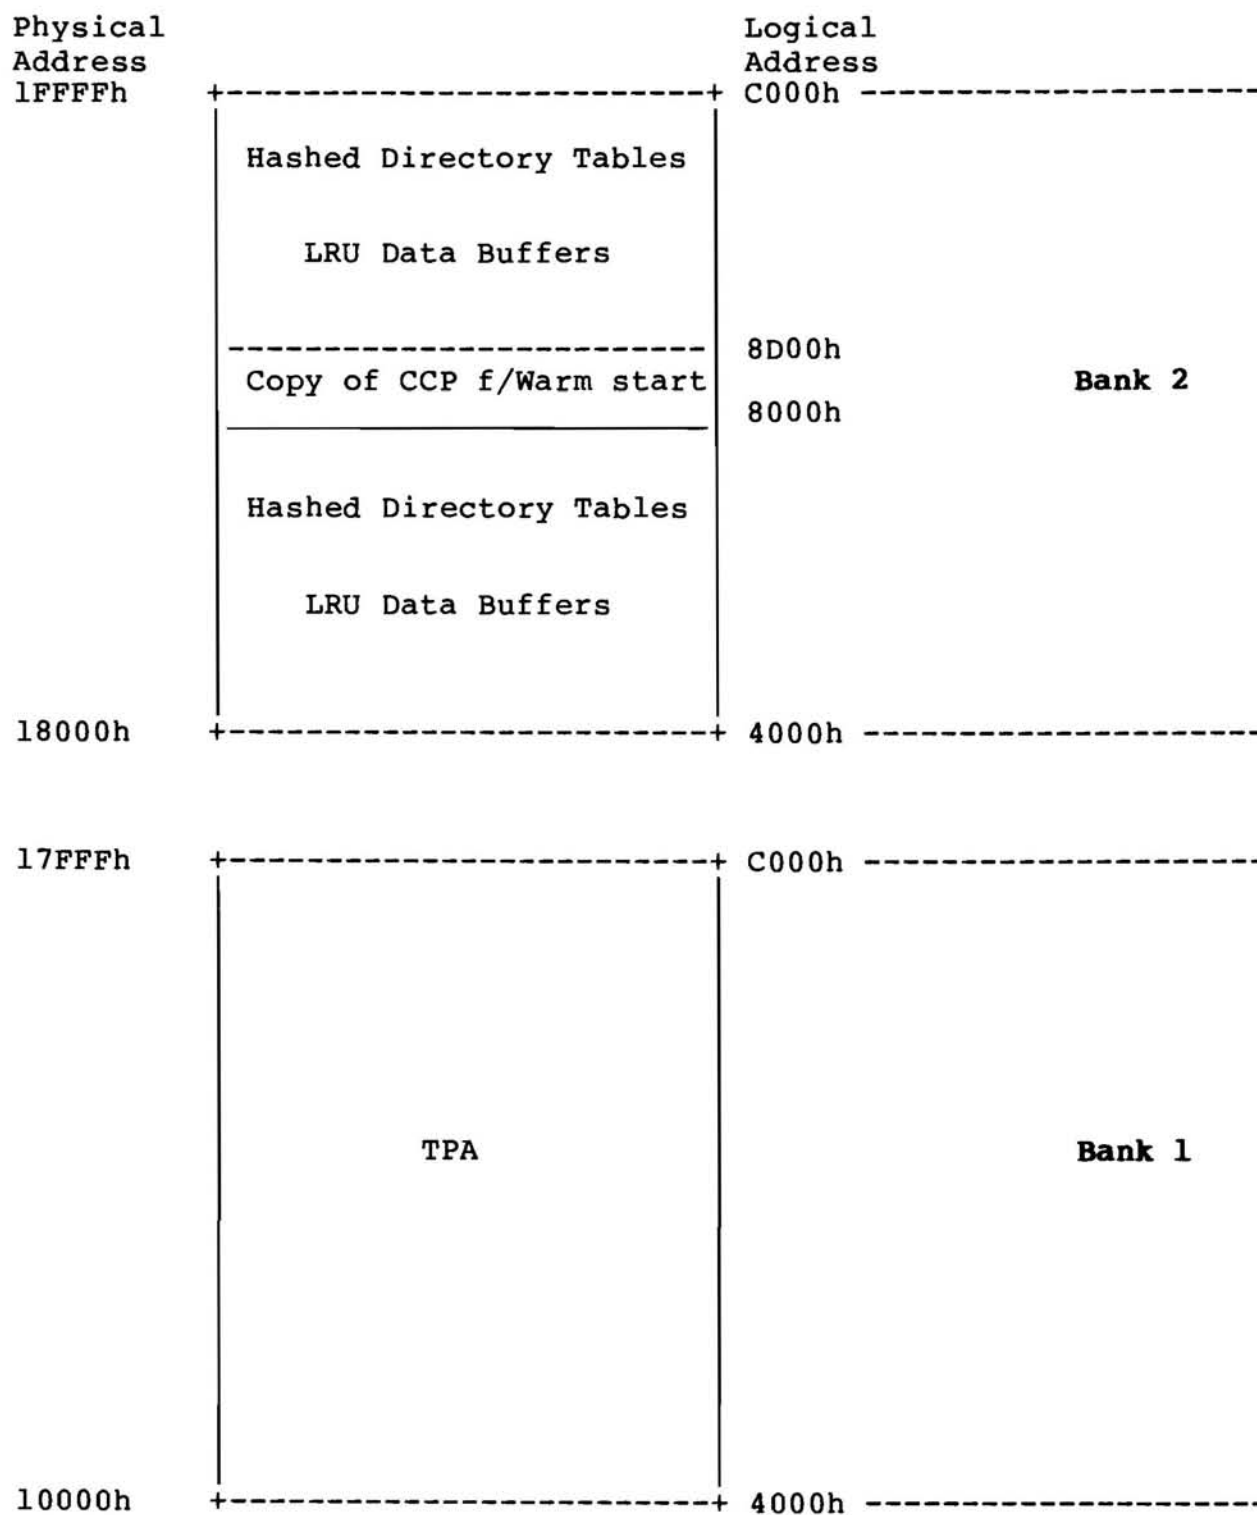 Physical Logical
Address Address
1FFFFh C000h
Hashed Directory Tables
LRU Data Buffers
8D00h
Copy of CCP f/Warm start Bank 2
8000h
Hashed Directory Tables
LRU Data Buffers
18000h 4000h
17FFFh C000h
TPA Bank 1
10000h 4000h